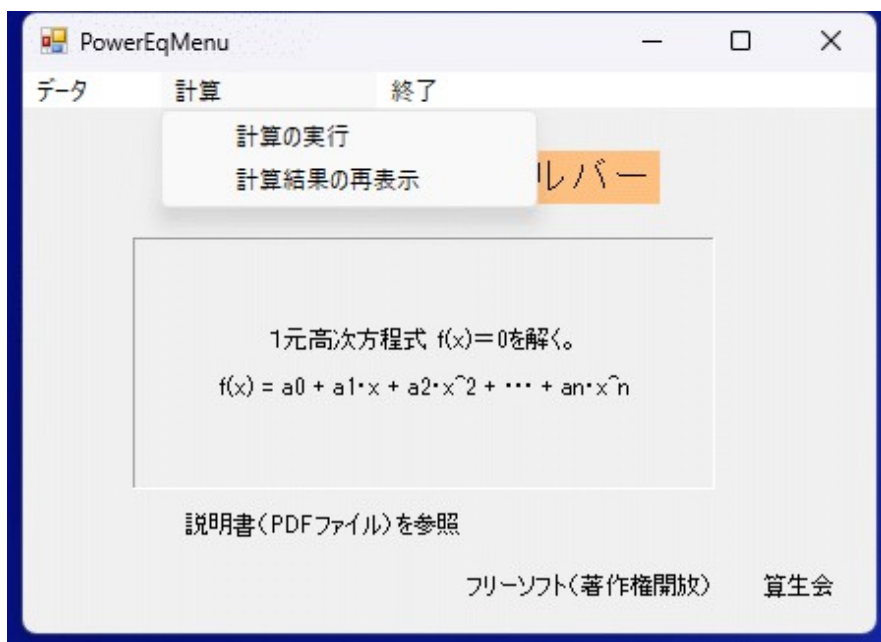 PowerEqMenu
データ 計算 終了
計算の実行
計算結果の再表示
ルバー
1元高次方程式 f(x)=0を解く。
f(x) = a0 + a1・x + a2・x^2 + ・・・ + an・x^n
説明書(PDFファイル)を参照
フリーソフト(著作権開放) 算生会